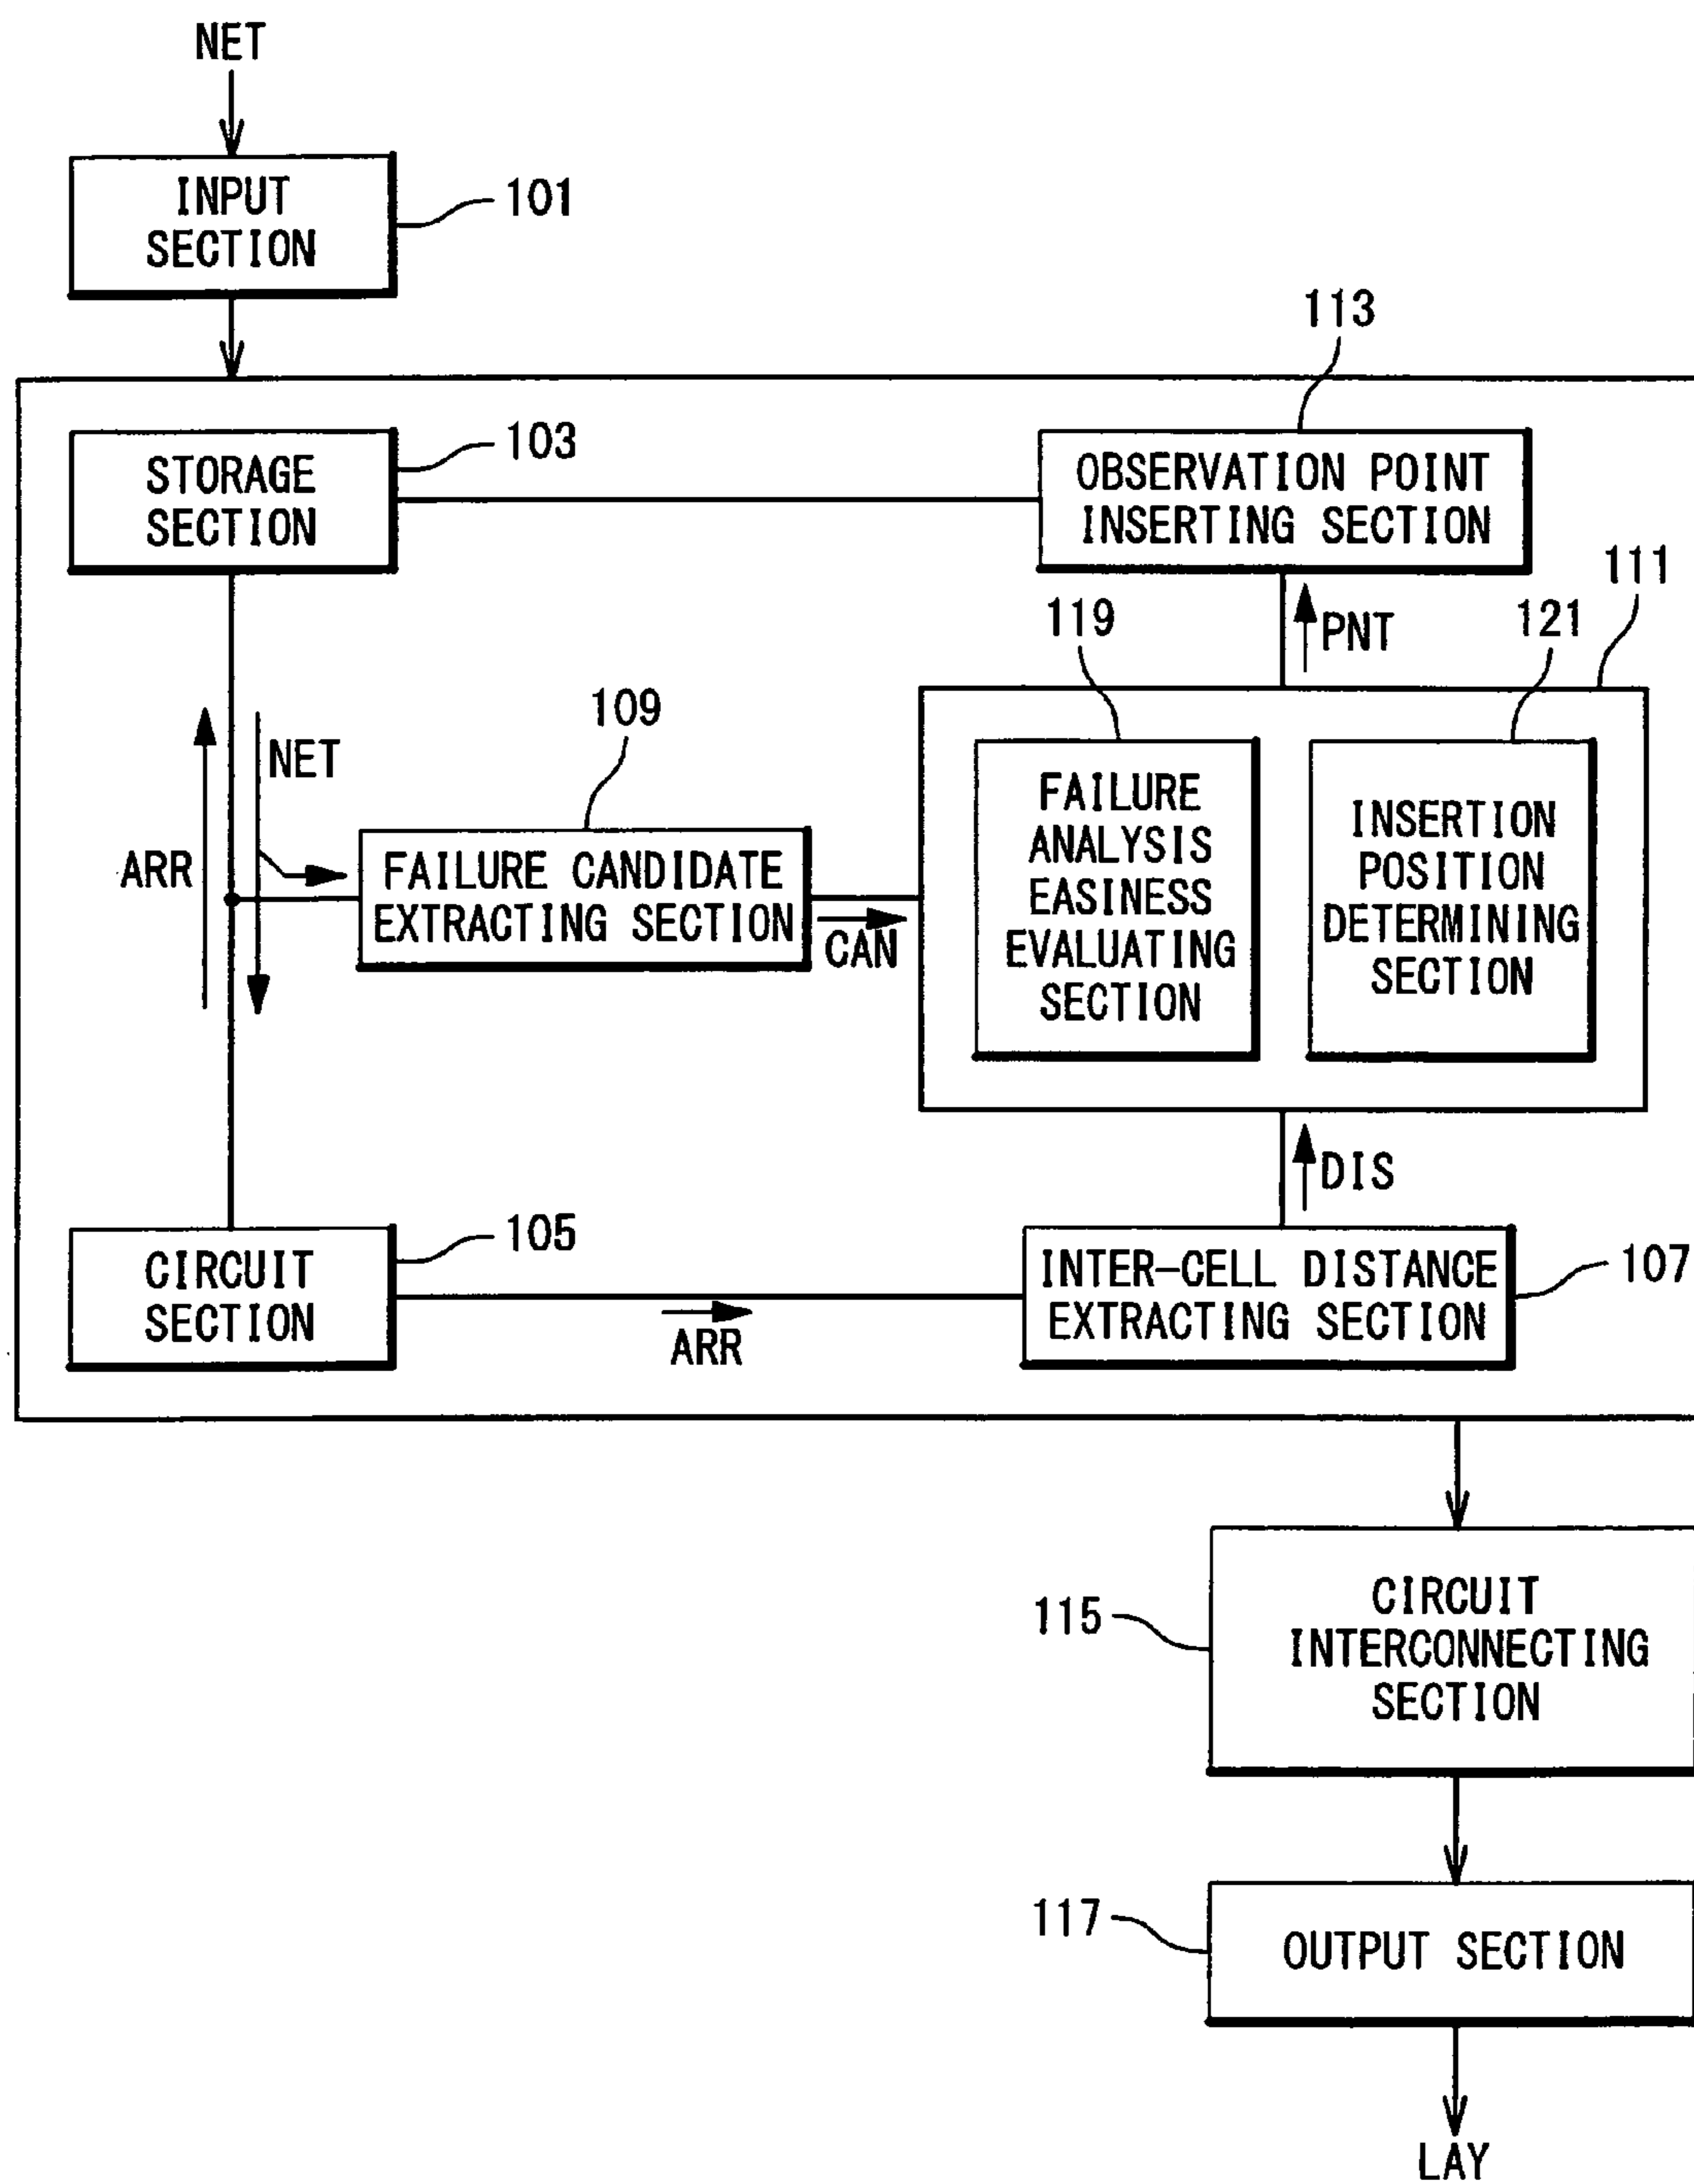 NET
INPUT
SECTION
101
113
STORAGE
SECTION
103
OBSERVATION POINT
INSERTING SECTION
111
119
PNT
121
109
NET
ARR
FAILURE CANDIDATE
EXTRACTING SECTION
CAN
FAILURE
ANALYSIS
EASINESS
EVALUATING
SECTION
INSERTION
POSITION
DETERMINING
SECTION
DIS
CIRCUIT
SECTION
105
ARR
INTER-CELL DISTANCE
EXTRACTING SECTION
107
115
CIRCUIT
INTERCONNECTING
SECTION
117
OUTPUT SECTION
LAY